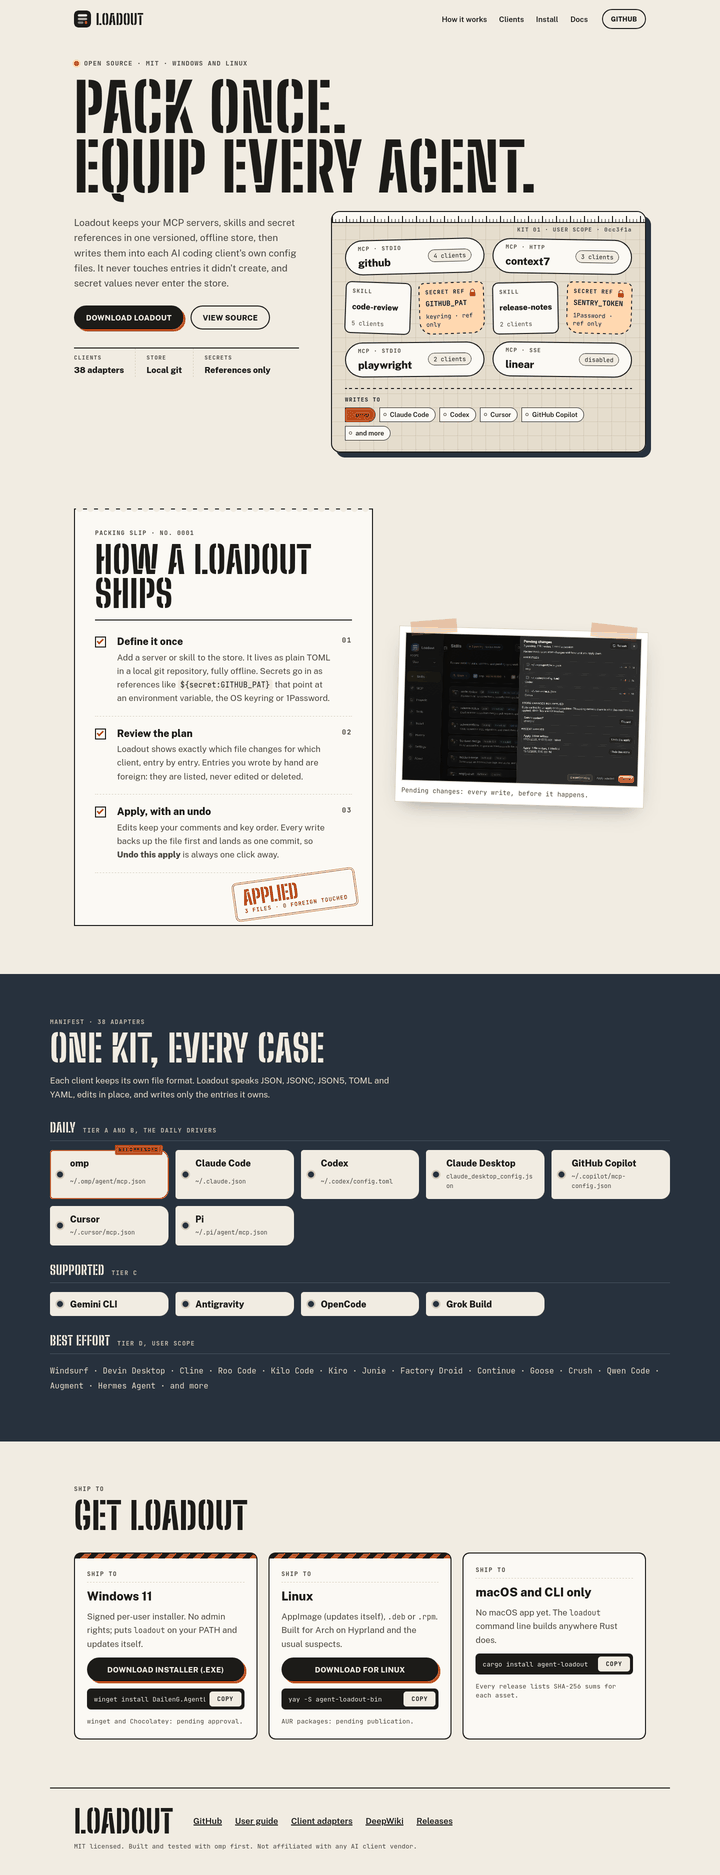 LOADOUT
How it works Clients Install Docs GITHUB
OPEN SOURCE · MIT · WINDOWS AND LINUX
PACK ONCE.
EQUIP EVERY AGENT.
Loadout keeps your MCP servers, skills and secret
references in one versioned, offline store, then
writes them into each AI coding client's own config
files. It never touches entries it didn't create, and
secret values never enter the store.
DOWNLOAD LOADOUT VIEW SOURCE
CLIENTS
38 adapters
STORE
Local git
SECRETS
References only
KIT 01 · USER SCOPE · 0cc3f1a
MCP · STDIO
github
4 clients
MCP · HTTP
context7
3 clients
SKILL
code-review
5 clients
SECRET REF
GITHUB_PAT
keyring · ref
only
SKILL
release-notes
2 clients
SECRET REF
SENTRY_TOKEN
1Password ·
ref only
MCP · STDIO
playwright
2 clients
MCP · SSE
linear
disabled
WRITES TO
omp Claude Code Codex Cursor GitHub Copilot
and more
PACKING SLIP · NO. 0001
HOW A LOADOUT
SHIPS
Define it once
01
Add a server or skill to the store. It lives as plain TOML
in a local git repository, fully offline. Secrets go in as
references like ${secret:GITHUB_PAT} that point at
an environment variable, the OS keyring or 1Password.
Review the plan
02
Loadout shows exactly which file changes for which
client, entry by entry. Entries you wrote by hand are
foreign: they are listed, never edited or deleted.
Apply, with an undo
03
Edits keep your comments and key order. Every write
backs up the file first and lands as one commit, so
Undo this apply is always one click away.
APPLIED
3 FILES · 0 FOREIGN TOUCHED
Pending changes
Pending changes: every write, before it happens.
MANIFEST · 38 ADAPTERS
ONE KIT, EVERY CASE
Each client keeps its own file format. Loadout speaks JSON, JSONC, JSON5, TOML and
YAML, edits in place, and writes only the entries it owns.
DAILY TIER A AND B, THE DAILY DRIVERS
omp
~/.omp/agent/mcp.json
Claude Code
~/.claude.json
Codex
~/.codex/config.toml
Claude Desktop
claude_desktop_config.js
on
GitHub Copilot
~/.copilot/mcp-
config.json
Cursor
~/.cursor/mcp.json
Pi
~/.pi/agent/mcp.json
SUPPORTED TIER C
Gemini CLI Antigravity OpenCode Grok Build
BEST EFFORT TIER D, USER SCOPE
Windsurf · Devin Desktop · Cline · Roo Code · Kilo Code · Kiro · Junie · Factory Droid · Continue · Goose · Crush · Qwen Code ·
Augment · Hermes Agent · and more
SHIP TO
GET LOADOUT
SHIP TO
Windows 11
Signed per-user installer. No admin
rights; puts loadout on your PATH and
updates itself.
DOWNLOAD INSTALLER (.EXE)
winget install DailenG.Agent COPY
winget and Chocolatey: pending approval.
SHIP TO
Linux
AppImage (updates itself), .deb or .rpm.
Built for Arch on Hyprland and the
usual suspects.
DOWNLOAD FOR LINUX
yay -S agent-loadout-bin COPY
AUR packages: pending publication.
SHIP TO
macOS and CLI only
No macOS app yet. The loadout
command line builds anywhere Rust
does.
cargo install agent-loadout COPY
Every release lists SHA-256 sums for
each asset.
LOADOUT
GitHub User guide Client adapters DeepWiki Releases
MIT licensed. Built and tested with omp first. Not affiliated with any AI client vendor.